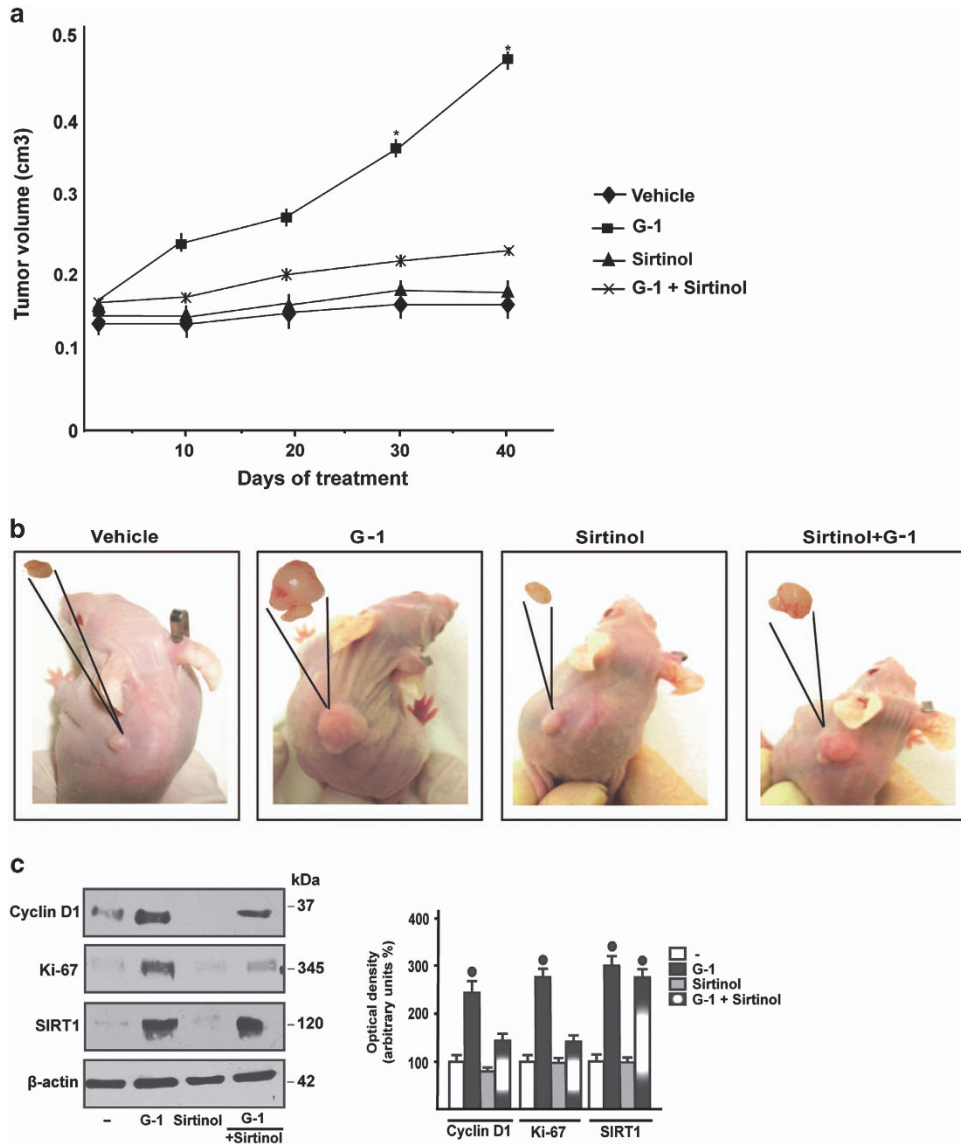 a
0.5
0.4
0.3
0.2
0.1
0
Tumor volume (cm3)
*
*
10 20 30 40
Days of treatment
Vehicle
G-1
Sirtinol
G-1 + Sirtinol
b
Vehicle G-1 Sirtinol Sirtinol+G-1
c
kDa
Cyclin D1 -37
Ki-67 -345
SIRT1 -120
β-actin -42
- G-1 Sirtinol G-1
+Sirtinol
Optical density
(arbitrary units %)
400
300
200
100
-
G-1
Sirtinol
G-1 + Sirtinol
Cyclin D1 Ki-67 SIRT1